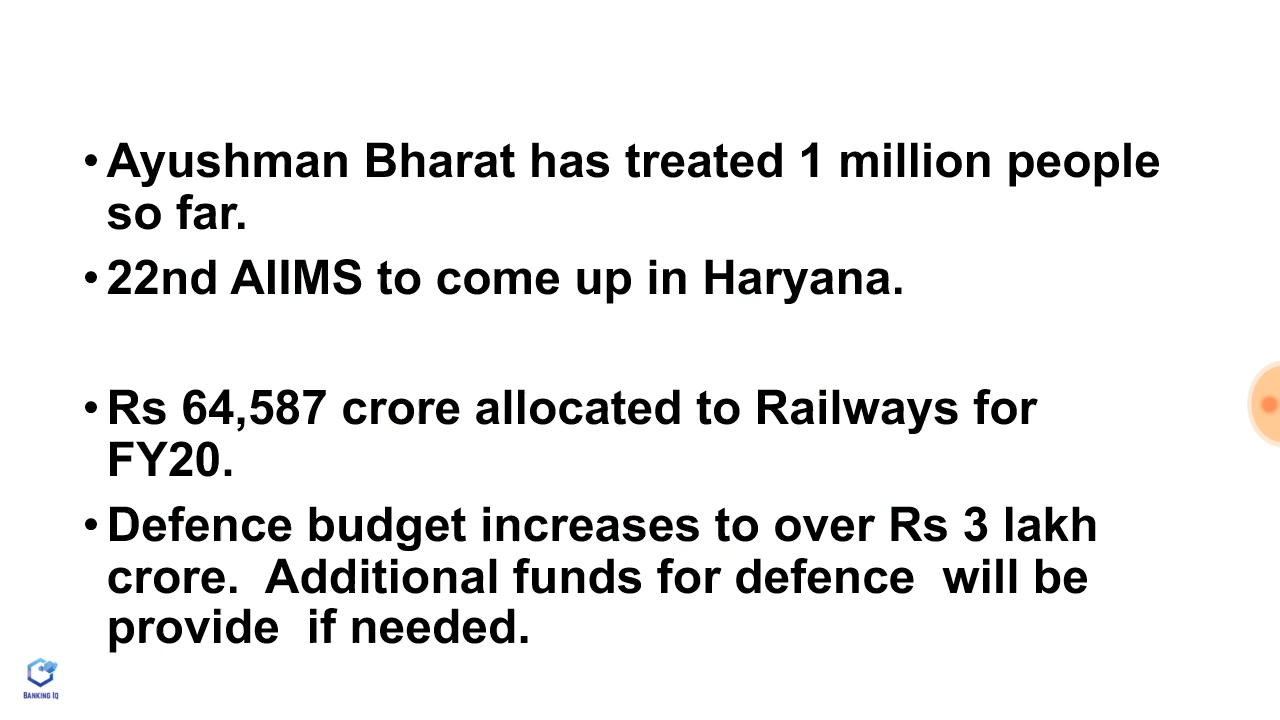 • Ayushman Bharat has treated 1 million people
so far.
• 22nd AIIMS to come up in Haryana.
• Rs 64,587 crore allocated to Railways for
FY20.
• Defence budget increases to over Rs 3 lakh
crore.  Additional funds for defence  will be
provide  if needed.
BANKING IQ